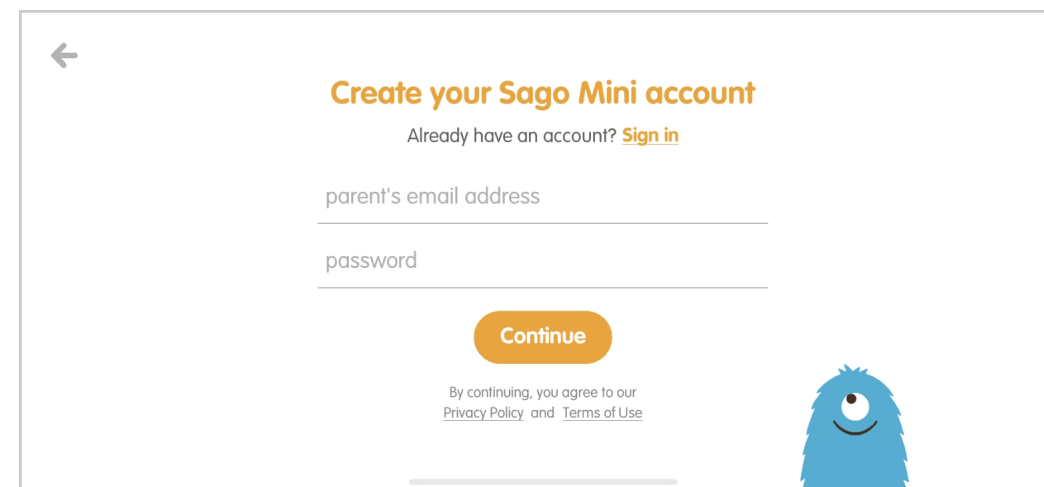 Create your Sago Mini account
Already have an account? Sign in
parent's email address
password
Continue
By continuing, you agree to our
Privacy Policy and Terms of Use